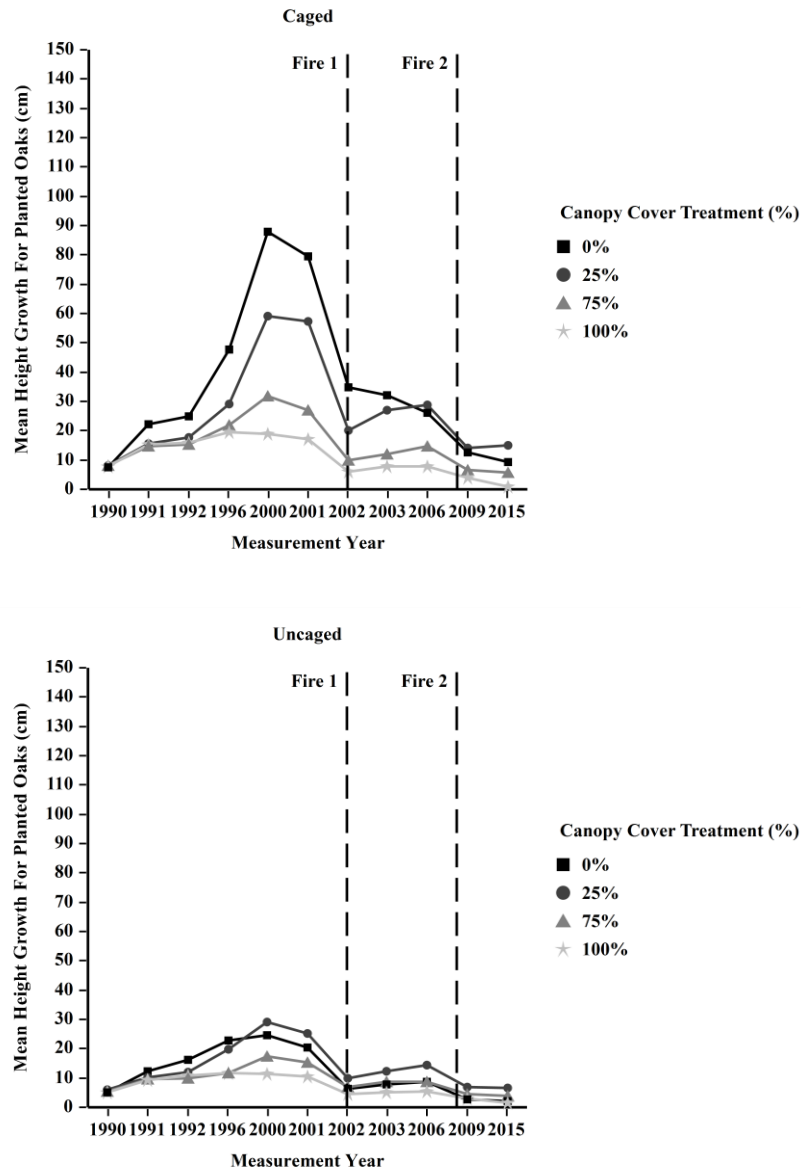 Caged
Mean Height Growth For Planted Oaks (cm)
150
140
130
120
110
100
90
80
70
60
50
40
30
20
10
0
Fire 1
Fire 2
1990 1991 1992 1996 2000 2001 2002 2003 2006 2009 2015
Measurement Year
Canopy Cover Treatment (%)
0%
25%
75%
100%
Uncaged
Mean Height Growth For Planted Oaks (cm)
150
140
130
120
110
100
90
80
70
60
50
40
30
20
10
0
Fire 1
Fire 2
1990 1991 1992 1996 2000 2001 2002 2003 2006 2009 2015
Measurement Year
Canopy Cover Treatment (%)
0%
25%
75%
100%